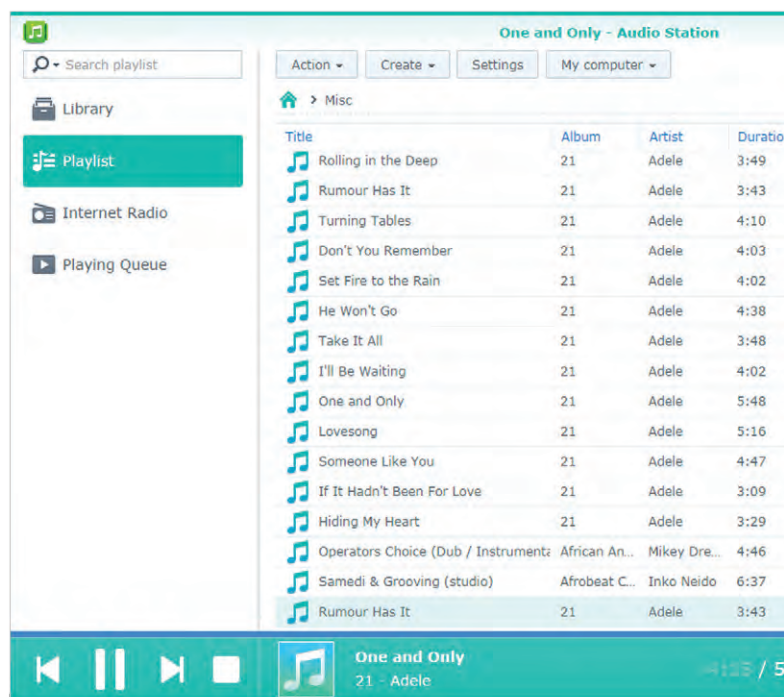 One and Only - Audio Station
Search playlist
Library
Playlist
Internet Radio
Playing Queue
Action Create Settings My computer
> Misc
Title Album Artist Duratio
Rolling in the Deep 21 Adele 3:49
Rumour Has It 21 Adele 3:43
Turning Tables 21 Adele 4:10
Don't You Remember 21 Adele 4:03
Set Fire to the Rain 21 Adele 4:02
He Won't Go 21 Adele 4:38
Take It All 21 Adele 3:48
I'll Be Waiting 21 Adele 4:02
One and Only 21 Adele 5:48
Lovesong 21 Adele 5:16
Someone Like You 21 Adele 4:47
If It Hadn't Been For Love 21 Adele 3:09
Hiding My Heart 21 Adele 3:29
Operators Choice (Dub / Instrumenta African An... Mikey Dre... 4:46
Samedi & Grooving (studio) Afrobeat C... Inko Neido 6:37
Rumour Has It 21 Adele 3:43
One and Only
21 - Adele
/ 5